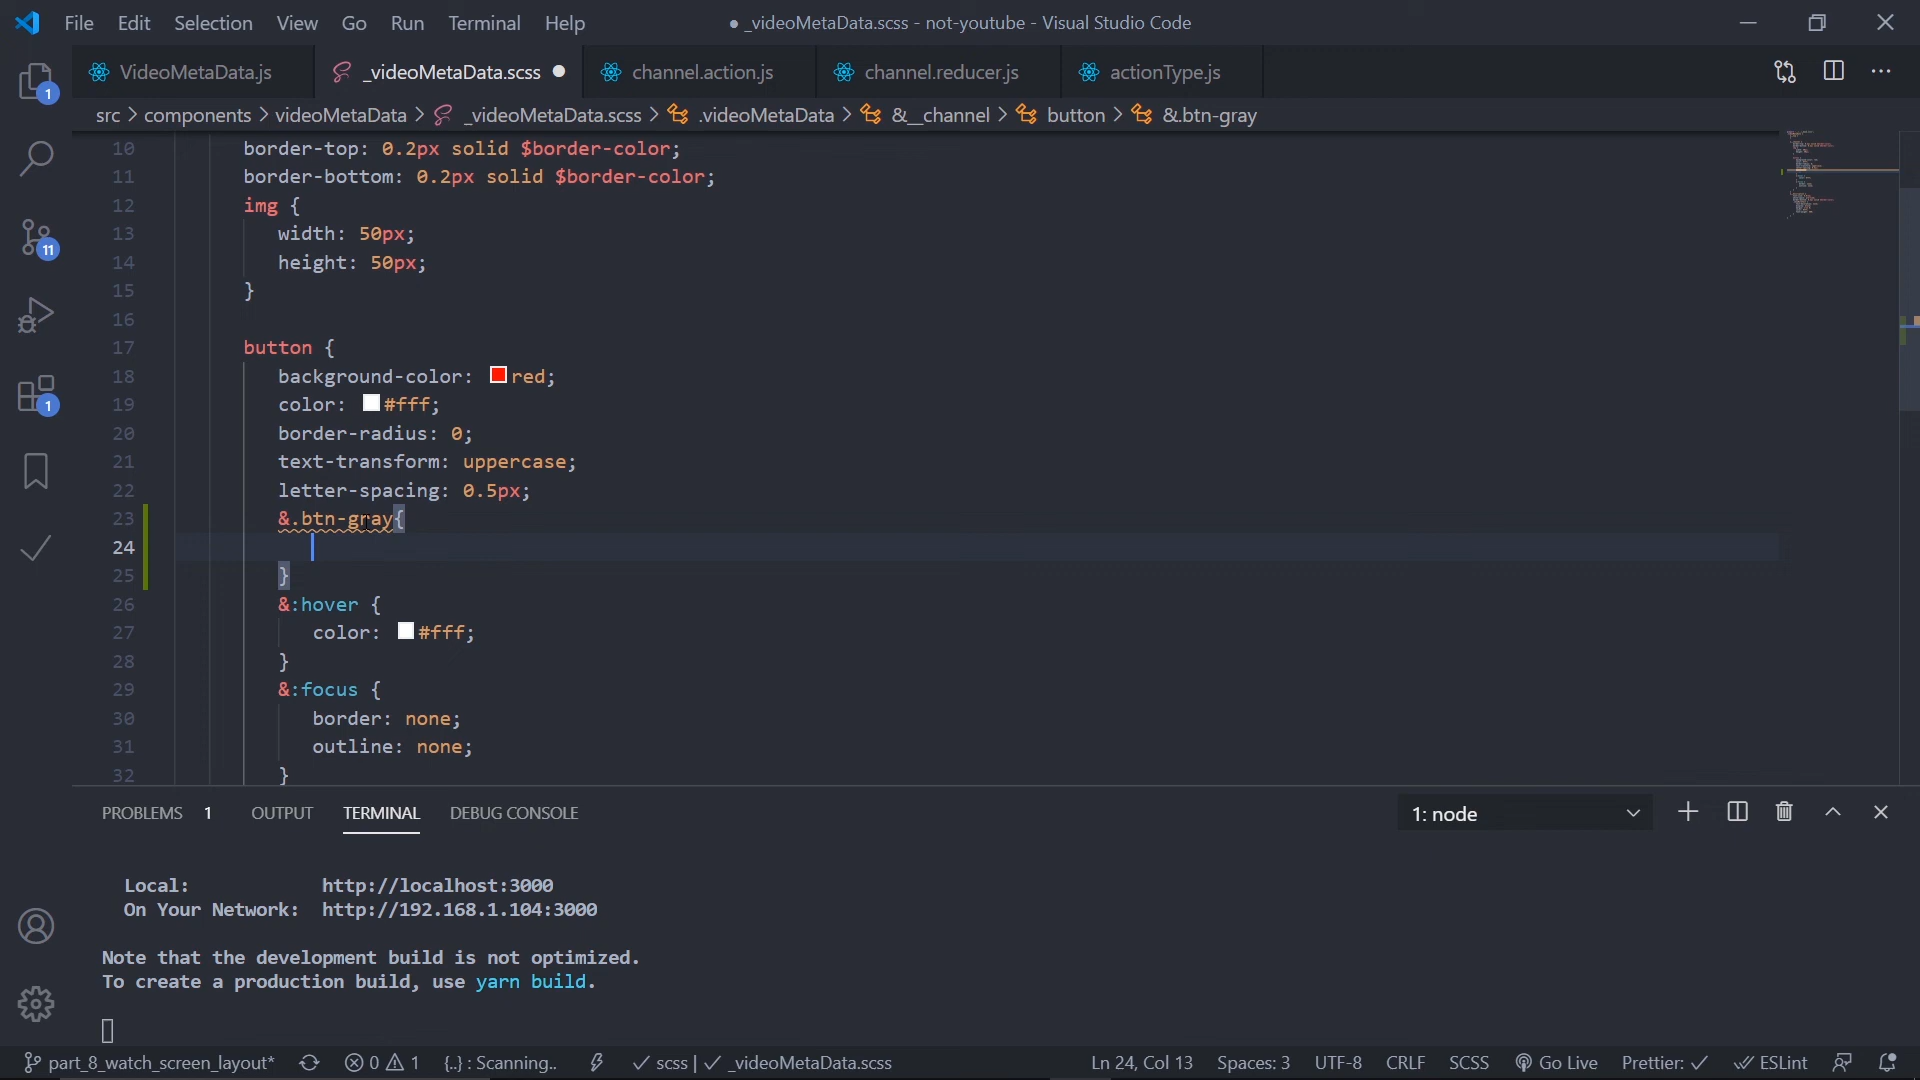 File Edit Selection View Go Run Terminal Help ● _videoMetaData.scss - not-youtube - Visual Studio Code
VideoMetaData.js _videoMetaData.scss channel.action.js channel.reducer.js actionType.js
src > components > videoMetaData > _videoMetaData.scss > .videoMetaData > &__channel > button > &.btn-gray
10 border-top: 0.2px solid $border-color;
11 border-bottom: 0.2px solid $border-color;
12 img {
13 width: 50px;
14 height: 50px;
15 }
16
17 button {
18 background-color: red;
19 color: #fff;
20 border-radius: 0;
21 text-transform: uppercase;
22 letter-spacing: 0.5px;
23 &.btn-gray{
24
25 }
26 &:hover {
27 color: #fff;
28 }
29 &:focus {
30 border: none;
31 outline: none;
32 }
1
11
1
PROBLEMS 1 OUTPUT TERMINAL DEBUG CONSOLE 1: node
Local: http://localhost:3000
On Your Network: http://192.168.1.104:3000
Note that the development build is not optimized.
To create a production build, use yarn build.
part_8_watch_screen_layout* 0 1 {..} : Scanning.. scss | _videoMetaData.scss Ln 24, Col 13 Spaces: 3 UTF-8 CRLF SCSS Go Live Prettier: ✓ ESLint